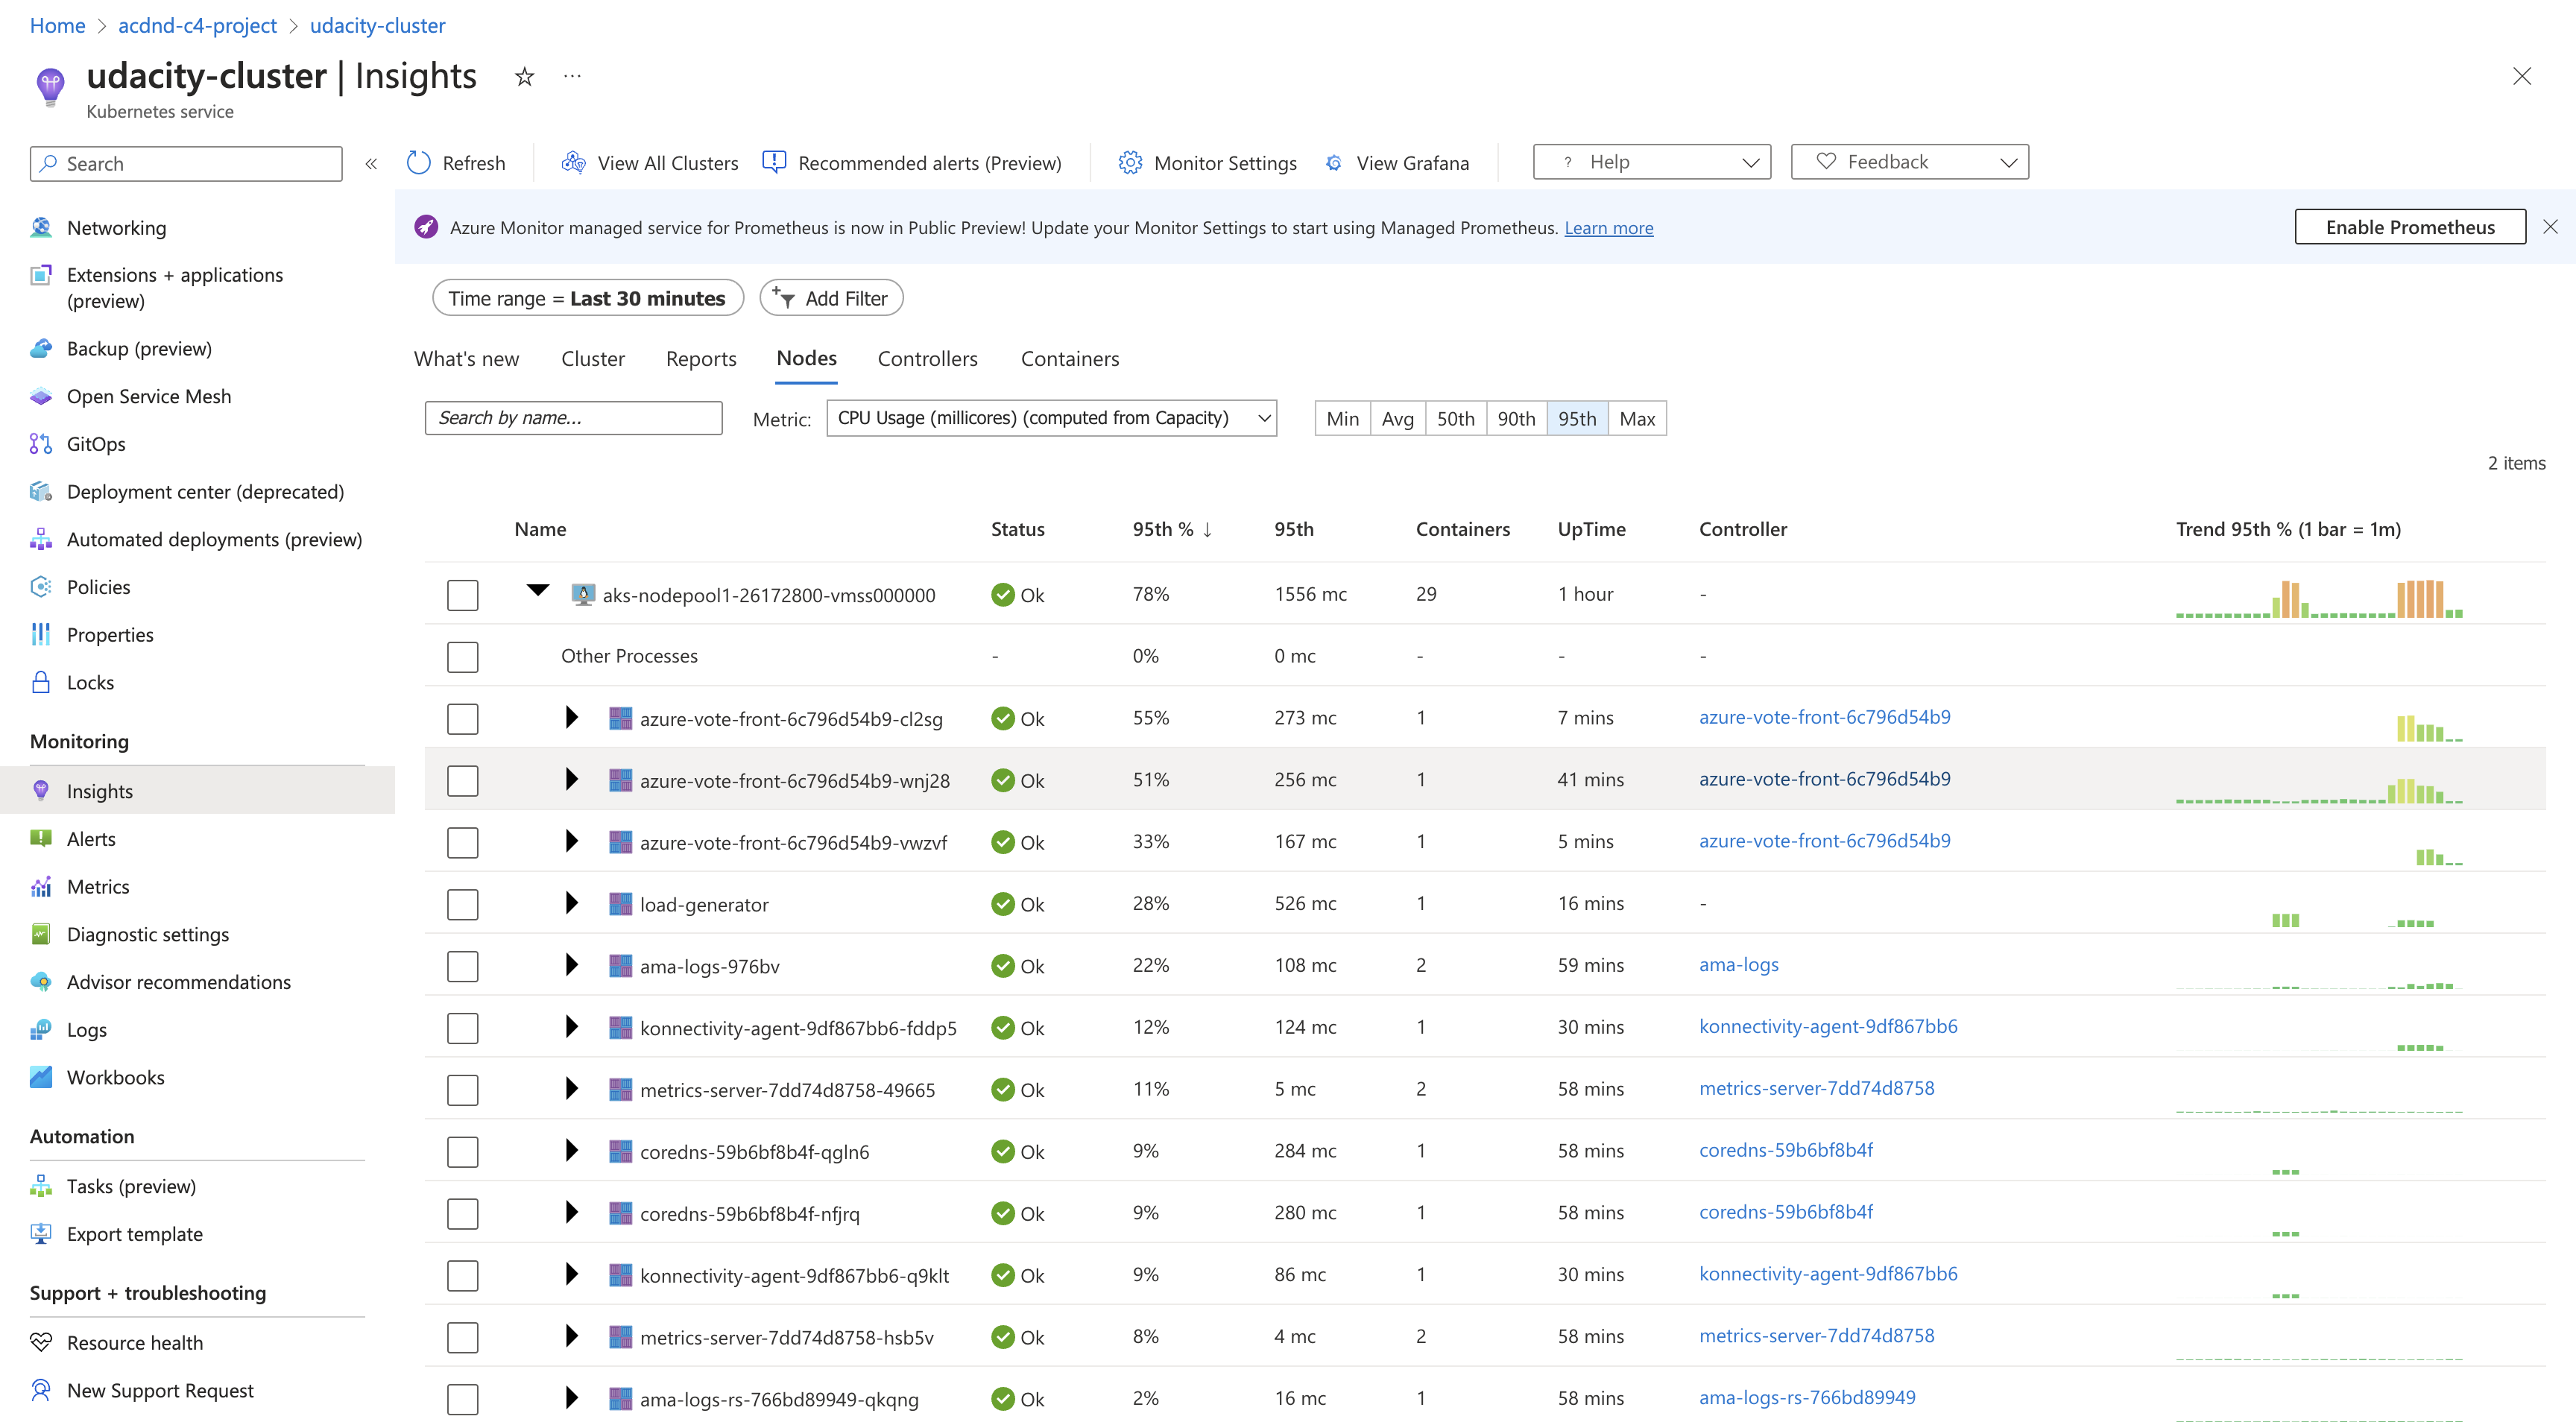 Home > acdnd-c4-project > udacity-cluster
udacity-cluster | Insights
Kubernetes service
Search
Refresh
View All Clusters
Recommended alerts (Preview)
Monitor Settings
View Grafana
? Help
Feedback
Networking
Extensions + applications
(preview)
Backup (preview)
Open Service Mesh
GitOps
Deployment center (deprecated)
Automated deployments (preview)
Policies
Properties
Locks
Monitoring
Insights
Alerts
Metrics
Diagnostic settings
Advisor recommendations
Logs
Workbooks
Automation
Tasks (preview)
Export template
Support + troubleshooting
Resource health
New Support Request
Azure Monitor managed service for Prometheus is now in Public Preview! Update your Monitor Settings to start using Managed Prometheus. Learn more
Enable Prometheus
Time range = Last 30 minutes
Add Filter
What's new Cluster Reports Nodes Controllers Containers
Search by name...
Metric: CPU Usage (millicores) (computed from Capacity)
Min Avg 50th 90th 95th Max
2 items
Name Status 95th % ↓ 95th Containers UpTime Controller Trend 95th % (1 bar = 1m)
aks-nodepool1-26172800-vmss000000 Ok 78% 1556 mc 29 1 hour -
Other Processes - 0% 0 mc - - -
azure-vote-front-6c796d54b9-cl2sg Ok 55% 273 mc 1 7 mins azure-vote-front-6c796d54b9
azure-vote-front-6c796d54b9-wnj28 Ok 51% 256 mc 1 41 mins azure-vote-front-6c796d54b9
azure-vote-front-6c796d54b9-vwzvf Ok 33% 167 mc 1 5 mins azure-vote-front-6c796d54b9
load-generator Ok 28% 526 mc 1 16 mins -
ama-logs-976bv Ok 22% 108 mc 2 59 mins ama-logs
konnectivity-agent-9df867bb6-fddp5 Ok 12% 124 mc 1 30 mins konnectivity-agent-9df867bb6
metrics-server-7dd74d8758-49665 Ok 11% 5 mc 2 58 mins metrics-server-7dd74d8758
coredns-59b6bf8b4f-qgln6 Ok 9% 284 mc 1 58 mins coredns-59b6bf8b4f
coredns-59b6bf8b4f-nfjrq Ok 9% 280 mc 1 58 mins coredns-59b6bf8b4f
konnectivity-agent-9df867bb6-q9klt Ok 9% 86 mc 1 30 mins konnectivity-agent-9df867bb6
metrics-server-7dd74d8758-hsb5v Ok 8% 4 mc 2 58 mins metrics-server-7dd74d8758
ama-logs-rs-766bd89949-qkqng Ok 2% 16 mc 1 58 mins ama-logs-rs-766bd89949